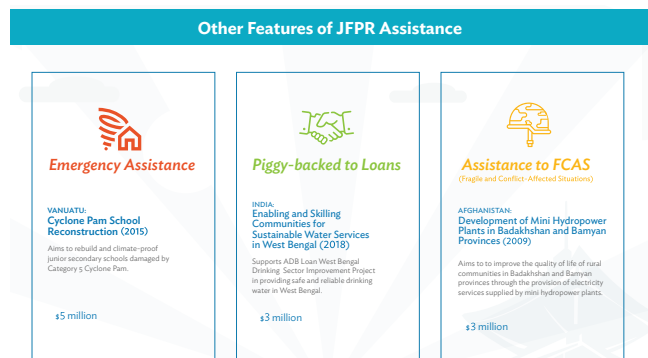 Other Features of JFPR Assistance
Emergency Assistance
VANUATU:
Cyclone Pam School
Reconstruction (2015)
Aims to rebuild and climate-proof
junior secondary schools damaged by
Category 5 Cyclone Pam.
$5 million
Piggy-backed to Loans
INDIA:
Enabling and Skilling
Communities for
Sustainable Water Services
in West Bengal (2018)
Supports ADB Loan West Bengal
Drinking Sector Improvement Project
in providing safe and reliable drinking
water in West Bengal.
$3 million
Assistance to FCAS
(Fragile and Conflict-Affected Situations)
AFGHANISTAN:
Development of Mini Hydropower
Plants in Badakhshan and Bamyan
Provinces (2009)
Aims to to improve the quality of life of rural
communities in Badakhshan and Bamyan
provinces through the provision of electricity
services supplied by mini hydropower plants.
$3 million